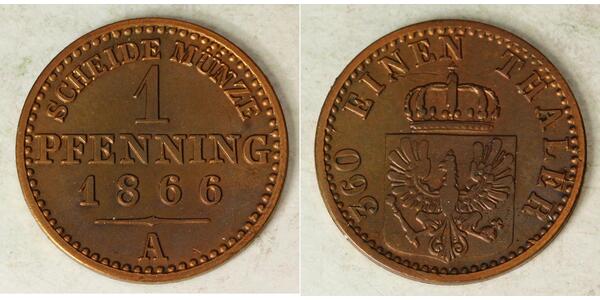 SCHEIDE MÜNZE
1
PFENNING
1866
A
360 EINEN THALER